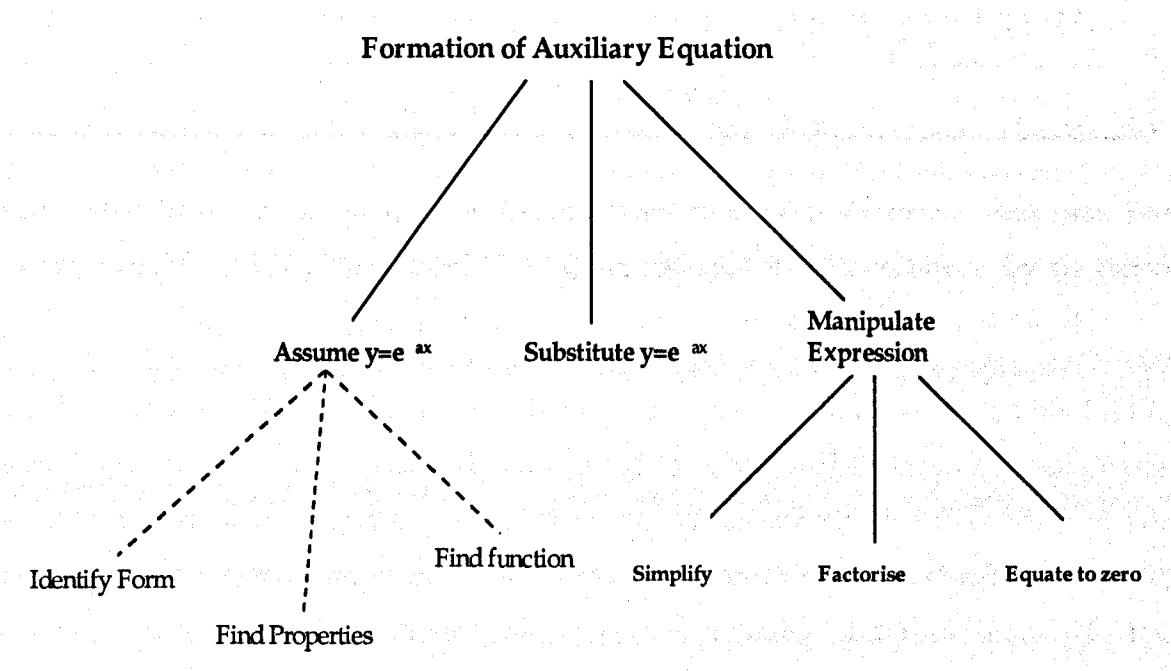 Formation of Auxiliary Equation
Assume y=e ax
Substitute y=e ax
Manipulate
Expression
Identify Form
Find Properties
Find function
Simplify
Factorise
Equate to zero